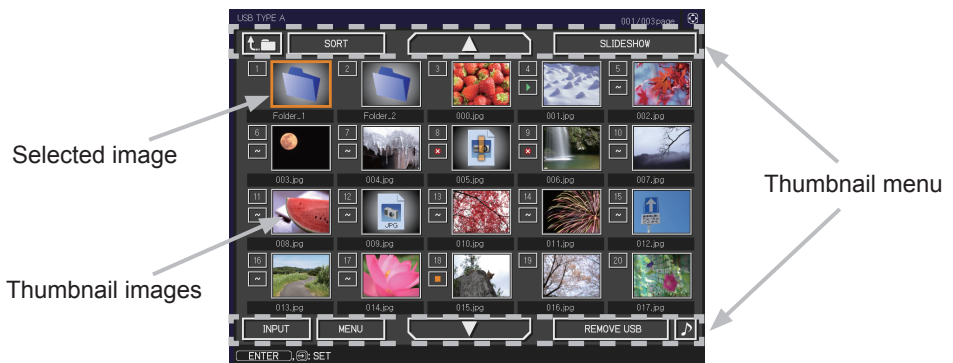 USB TYPE A 001/003page
SORT SLIDESHOW
1 2 3 4 5
Folder_1 Folder_2 000.jpg 001.jpg 002.jpg
Selected image
6 7 8 9 10
003.jpg 004.jpg 005.jpg 006.jpg 007.jpg
Thumbnail menu
11 12 13 14 15
JPG
008.jpg 009.jpg 010.jpg 011.jpg 012.jpg
Thumbnail images
16 17 18 19 20
013.jpg 014.jpg 015.jpg 016.jpg 017.jpg
INPUT MENU REMOVE USB
ENTER , : SET